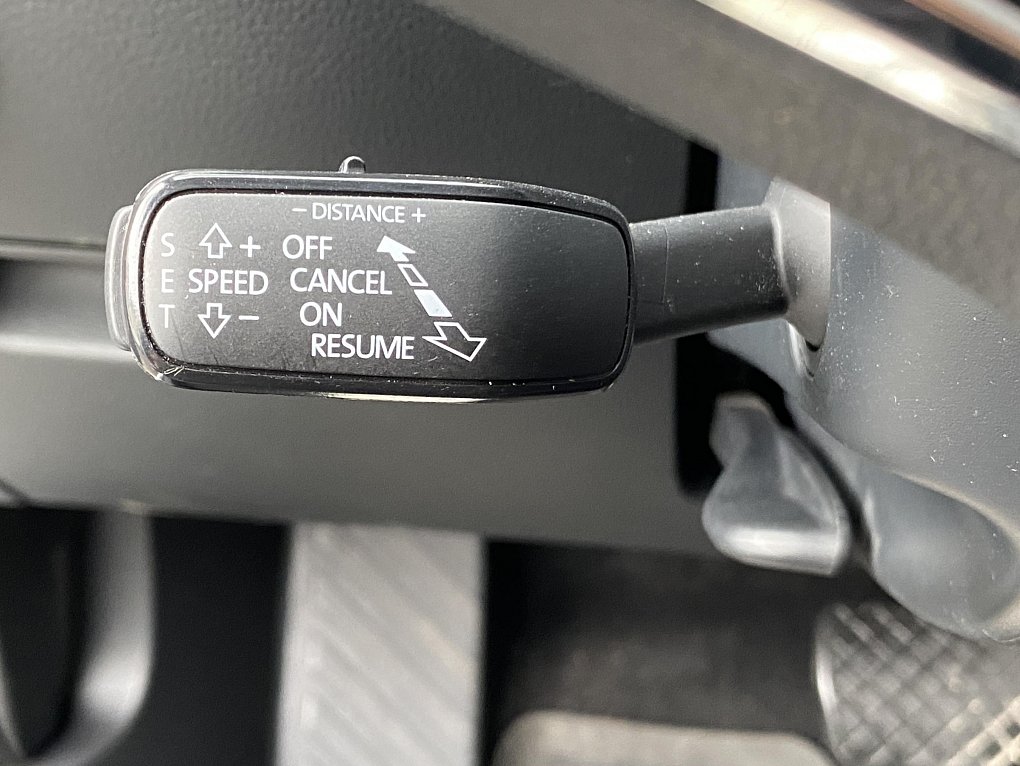 – DISTANCE +
S + OFF
E SPEED CANCEL
T – ON
RESUME